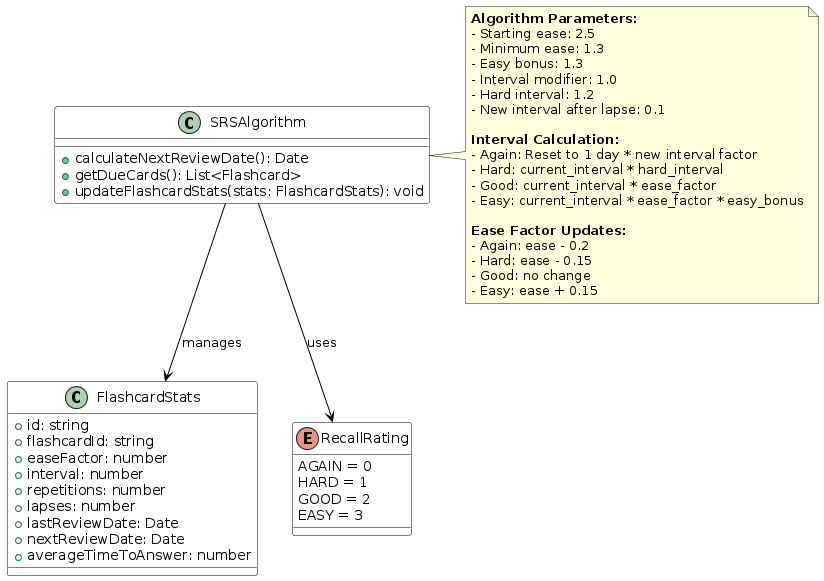 Algorithm Parameters:
- Starting ease: 2.5
- Minimum ease: 1.3
- Easy bonus: 1.3
- Interval modifier: 1.0
- Hard interval: 1.2
- New interval after lapse: 0.1
Interval Calculation:
- Again: Reset to 1 day * new interval factor
- Hard: current_interval * hard_interval
- Good: current_interval * ease_factor
- Easy: current_interval * ease_factor * easy_bonus
Ease Factor Updates:
- Again: ease - 0.2
- Hard: ease - 0.15
- Good: no change
- Easy: ease + 0.15
C SRSAlgorithm
calculateNextReviewDate(): Date
getDueCards(): List<Flashcard>
updateFlashcardStats(stats: FlashcardStats): void
manages
uses
C FlashcardStats
id: string
flashcardId: string
easeFactor: number
interval: number
repetitions: number
lapses: number
lastReviewDate: Date
nextReviewDate: Date
averageTimeToAnswer: number
E RecallRating
AGAIN = 0
HARD = 1
GOOD = 2
EASY = 3